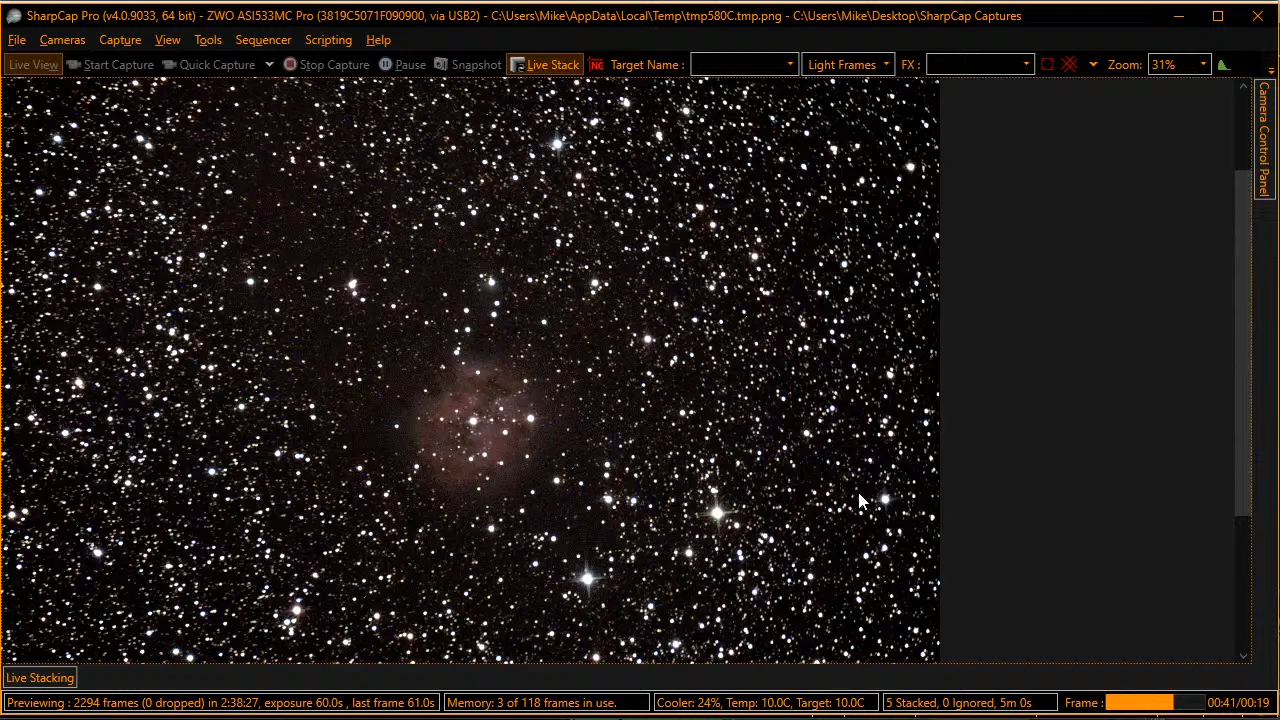 SharpCap Pro (v4.0.9033, 64 bit) - ZWO ASI533MC Pro (3819C5071F090900, via USB2) - C:\Users\Mike\AppData\Local\Temp\tmp580C.tmp.png - C:\Users\Mike\Desktop\SharpCap Captures
File Cameras Capture View Tools Sequencer Scripting Help
Live View Start Capture Quick Capture Stop Capture Pause Snapshot Live Stack NC Target Name : Light Frames FX : Zoom: 31%
Camera Control Panel
Live Stacking
Previewing : 2294 frames (0 dropped) in 2:38:27, exposure 60.0s , last frame 61.0s Memory: 3 of 118 frames in use. Cooler: 24%, Temp: 10.0C, Target: 10.0C 5 Stacked, 0 Ignored, 5m 0s Frame : 00:41/00:19